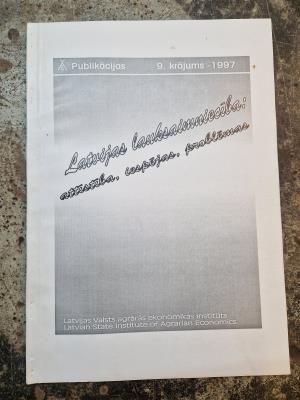 Publikācijas 9. krājums - 1997
Latvijas lauksaimniecība:
attīstība, iespējas, problēmas
Latvijas Valsts agrārās ekonomikas institūts
Latvian State Institute of Agrarian Economics